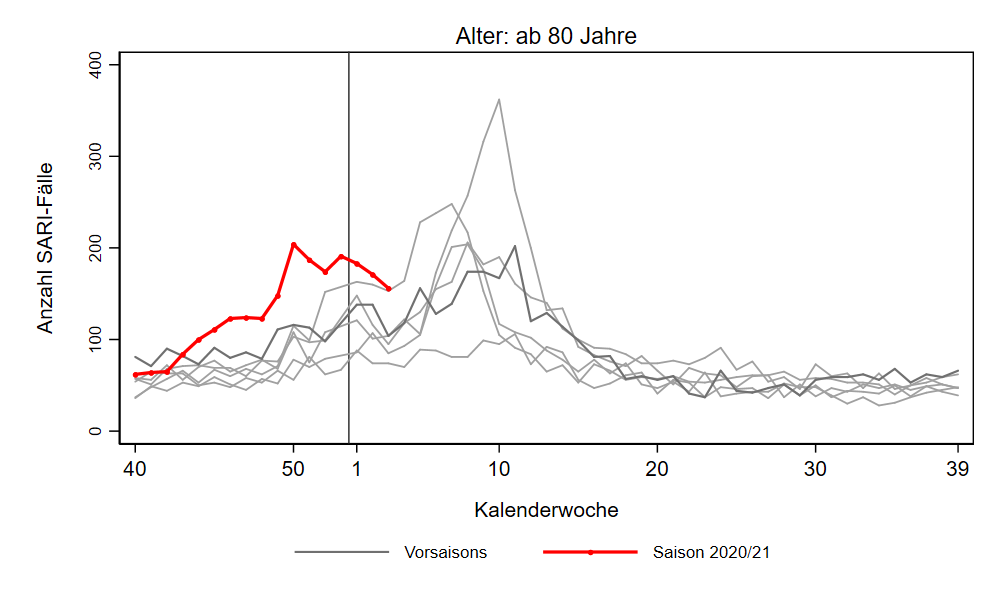 Alter: ab 80 Jahre
Anzahl SARI-Fälle
400
300
200
100
0
40 50 1 10 20 30 39
Kalenderwoche
Vorsaisons Saison 2020/21